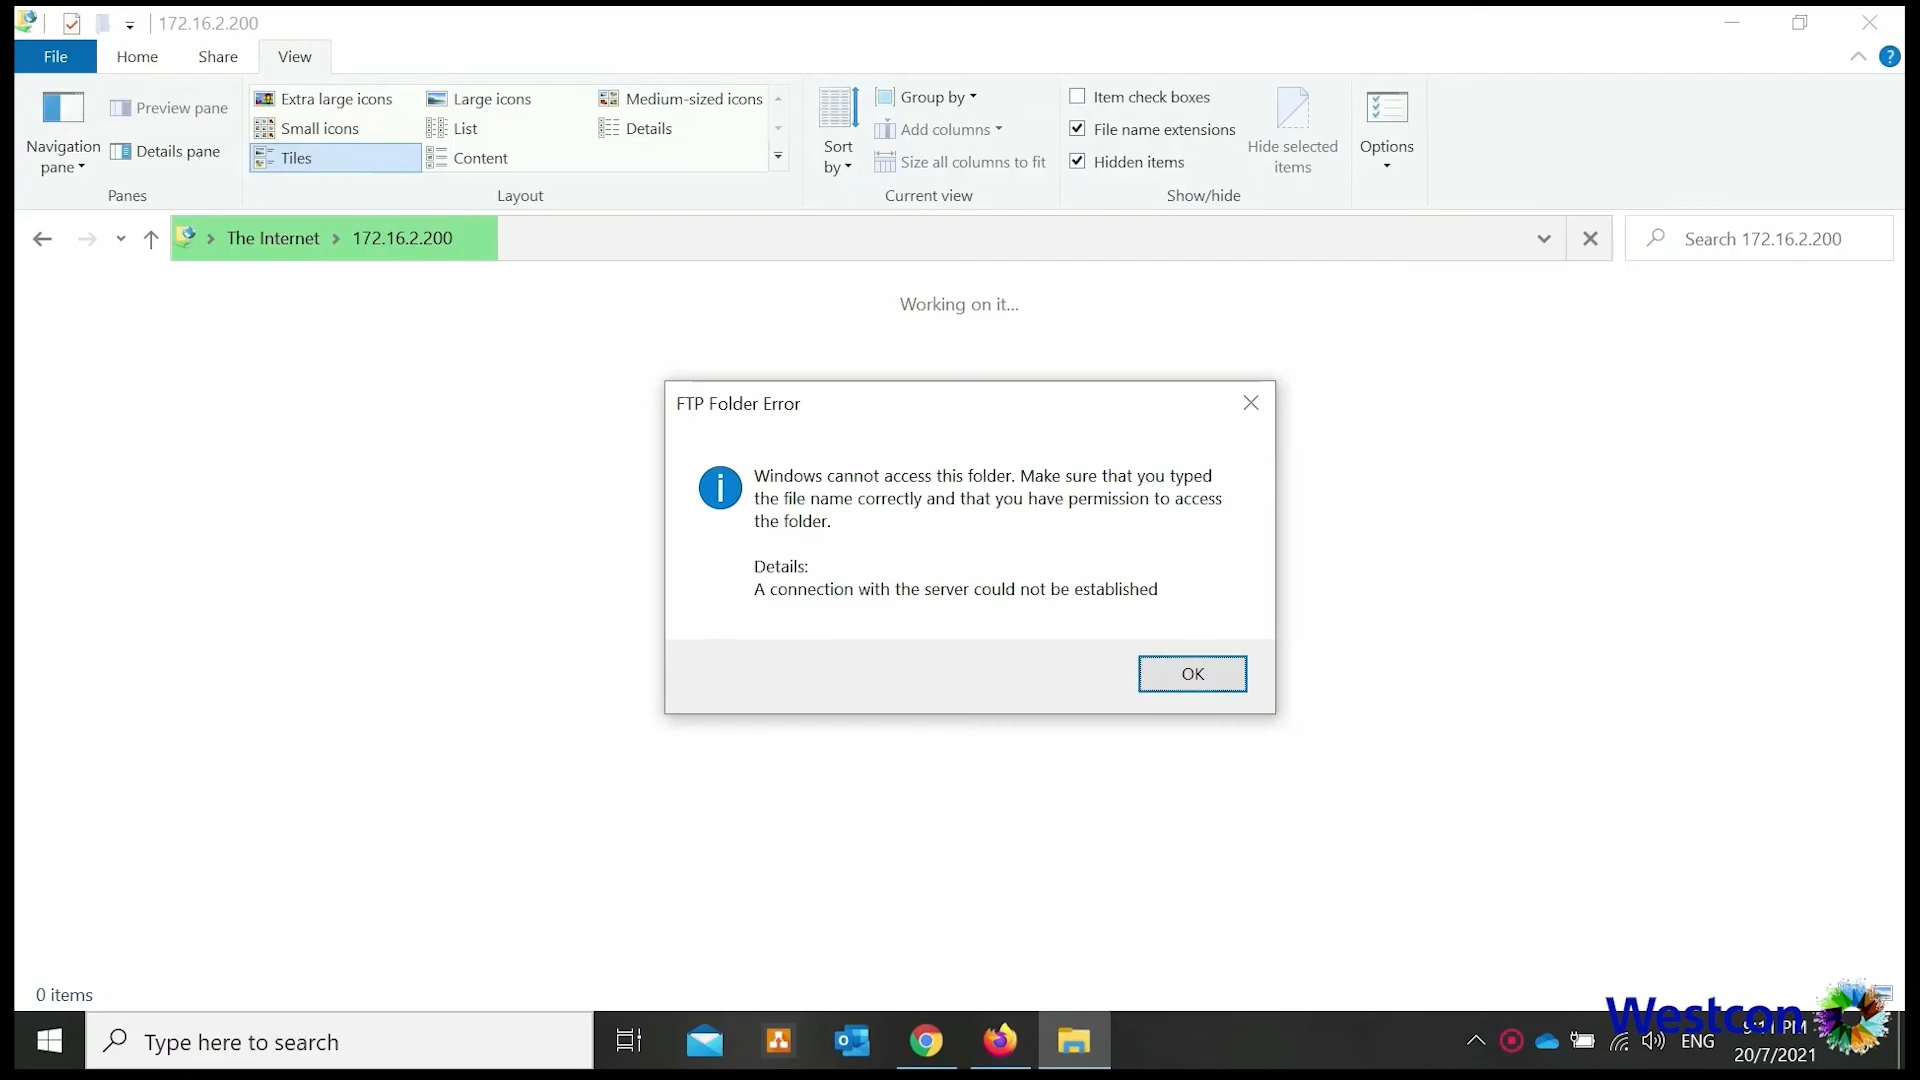 172.16.2.200
File
Home
Share
View
?
Navigation
pane
Preview pane
Details pane
Panes
Extra large icons
Large icons
Medium-sized icons
Small icons
List
Details
Tiles
Content
Layout
Sort
by
Group by
Add columns
Size all columns to fit
Current view
Item check boxes
File name extensions
Hidden items
Hide selected
items
Show/hide
Options
The Internet
172.16.2.200
Search 172.16.2.200
Working on it...
FTP Folder Error
Windows cannot access this folder. Make sure that you typed
the file name correctly and that you have permission to access
the folder.
Details:
A connection with the server could not be established
OK
0 items
Type here to search
Westcon
ENG
PM
20/7/2021